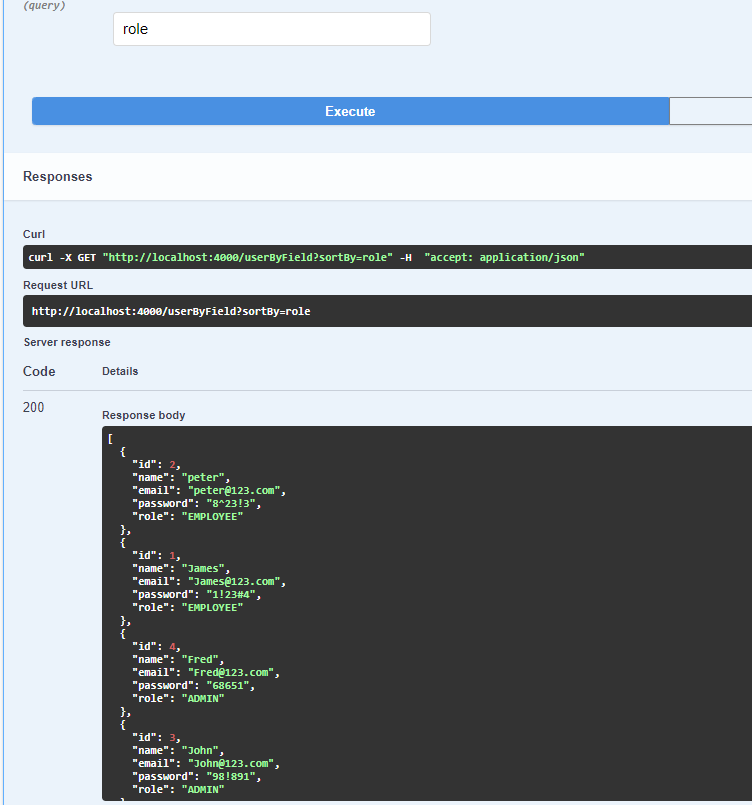 (query)
role
Execute
Responses
Curl
curl -X GET "http://localhost:4000/userByField?sortBy=role" -H  "accept: application/json"
Request URL
http://localhost:4000/userByField?sortBy=role
Server response
Code Details
200
Response body
[
  {
    "id": 2,
    "name": "peter",
    "email": "peter@123.com",
    "password": "8^23!3",
    "role": "EMPLOYEE"
  },
  {
    "id": 1,
    "name": "James",
    "email": "James@123.com",
    "password": "1!23#4",
    "role": "EMPLOYEE"
  },
  {
    "id": 4,
    "name": "Fred",
    "email": "Fred@123.com",
    "password": "68651",
    "role": "ADMIN"
  },
  {
    "id": 3,
    "name": "John",
    "email": "John@123.com",
    "password": "98!891",
    "role": "ADMIN"